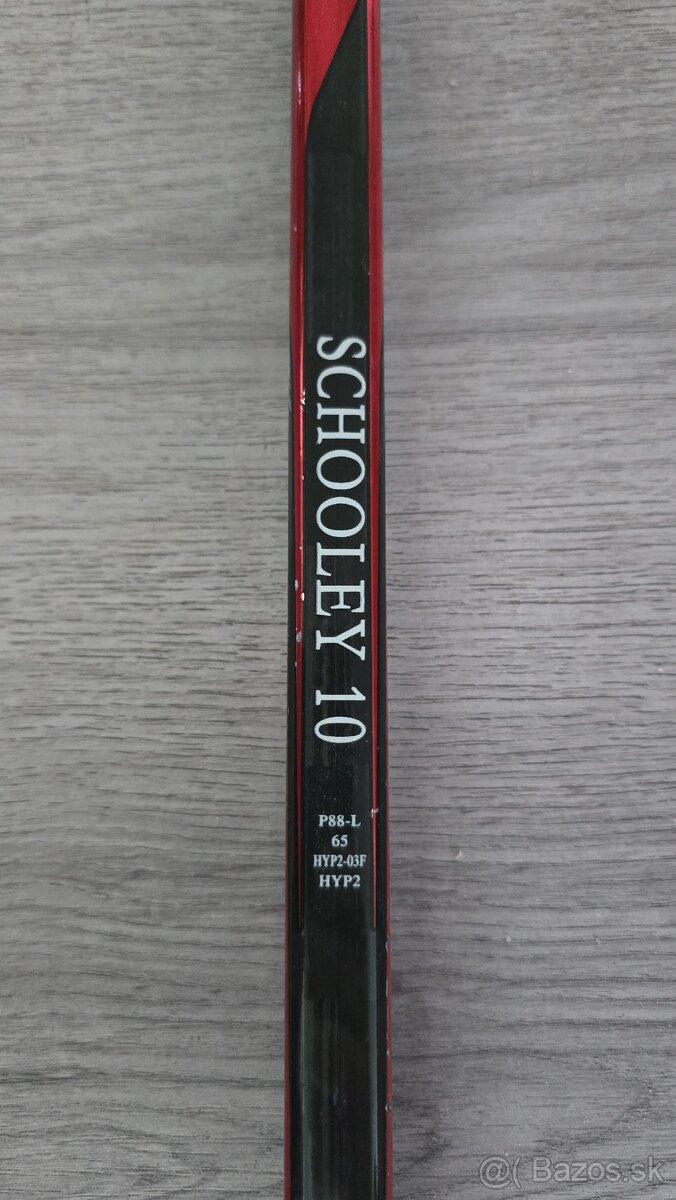 SCHOOLEY 10
P88-L
65
HYP2-03F
HYP2
@( Bazos.sk